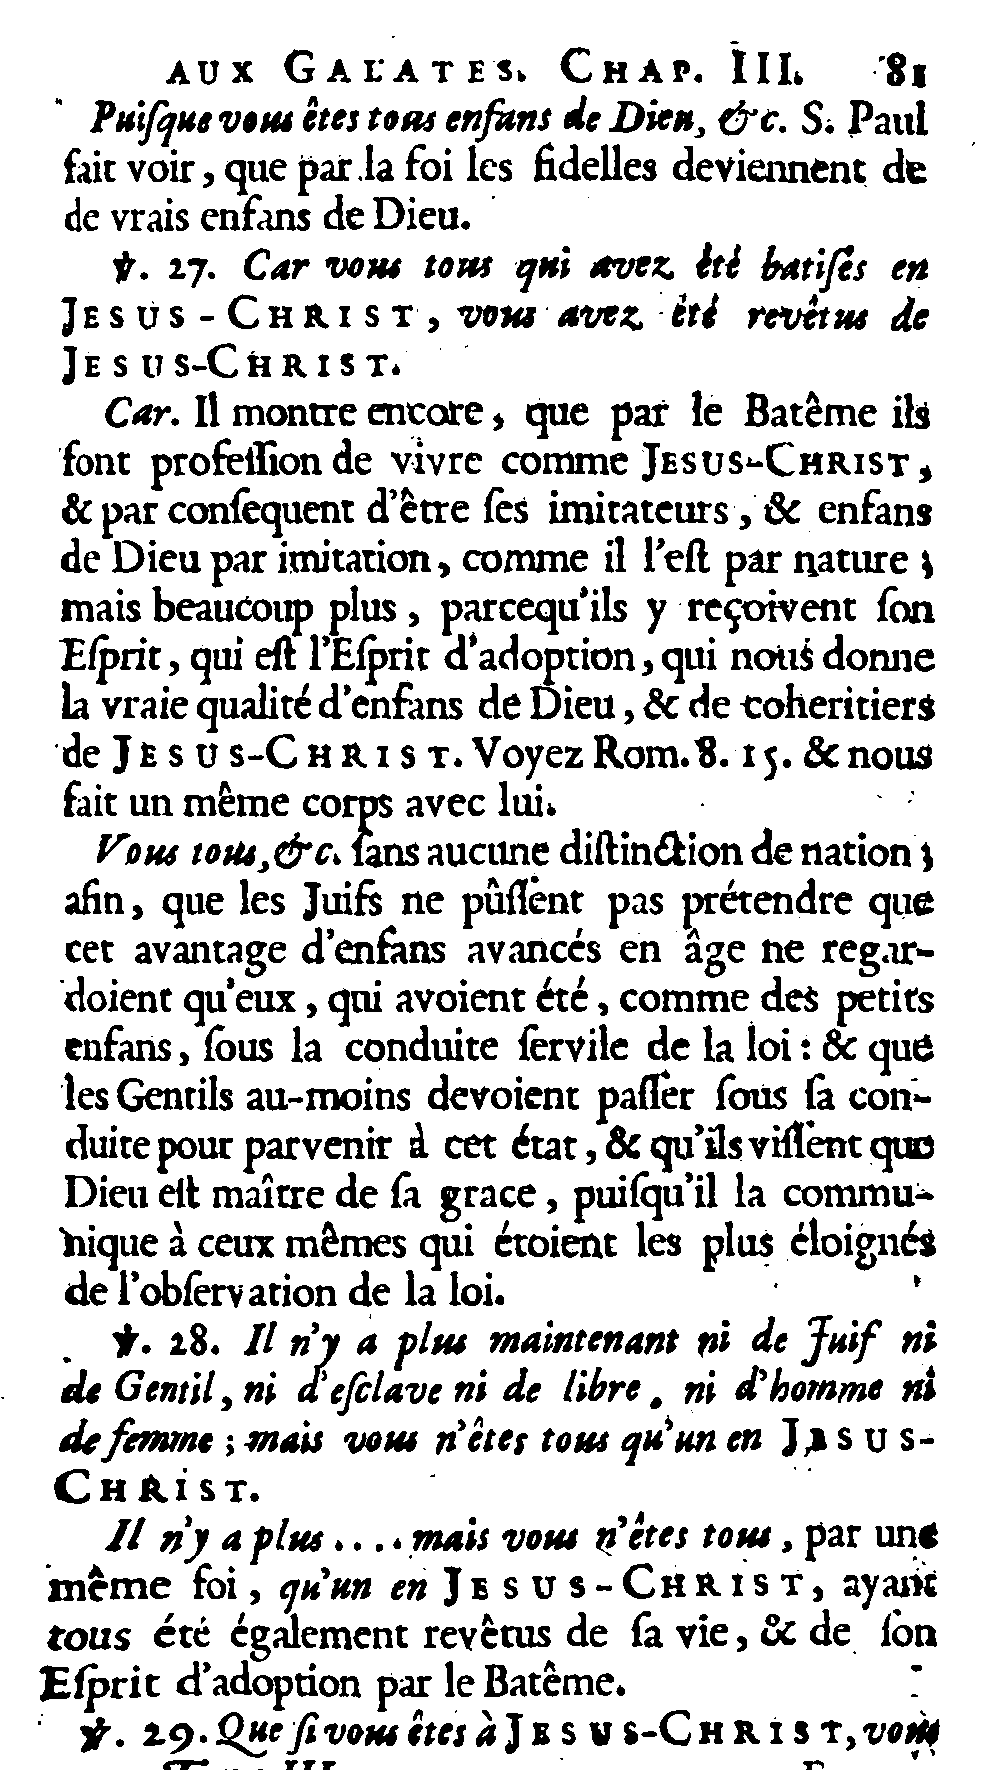 AUX GALATES. CHAP. III. 81
Puiſque vous êtes tous enfans de Dieu, &c. S. Paul
fait voir, que par la foi les fidelles deviennent de
de vrais enfans de Dieu.
℣. 27. Car vous tous qui avez été batiſés en
JESUS-CHRIST, vous avez été revêtus de
JESUS-CHRIST.
Car. Il montre encore, que par le Batême ils
font profeſſion de vivre comme JESUS-CHRIST,
& par conſequent d'être ſes imitateurs, & enfans
de Dieu par imitation, comme il l'eſt par nature ;
mais beaucoup plus, parcequ'ils y reçoivent ſon
Eſprit, qui eſt l'Eſprit d'adoption, qui nous donne
la vraie qualité d'enfans de Dieu, & de coheritiers
de JESUS-CHRIST. Voyez Rom. 8. 15. & nous
fait un même corps avec lui.
Vous tous, &c. ſans aucune diſtinction de nation ;
afin, que les Juifs ne pûſſent pas prétendre que
cet avantage d'enfans avancés en âge ne regar-
doient qu'eux, qui avoient été, comme des petits
enfans, ſous la conduite ſervile de la loi : & que
les Gentils au-moins devoient paſſer ſous ſa con-
duite pour parvenir à cet état, & qu'ils viſſent que
Dieu eſt maître de ſa grace, puiſqu'il la commu-
nique à ceux mêmes qui étoient les plus éloignés
de l'obſervation de la loi.
℣. 28. Il n'y a plus maintenant ni de Juif ni
de Gentil, ni d'eſclave ni de libre, ni d'homme ni
de femme ; mais vous n'êtes tous qu'un en JESUS-
CHRIST.
Il n'y a plus .... mais vous n'êtes tous, par une
même foi, qu'un en JESUS-CHRIST, ayant
tous été également revêtus de ſa vie, & de ſon
Eſprit d'adoption par le Batême.
℣. 29. Que ſi vous êtes à JESUS-CHRIST, vous